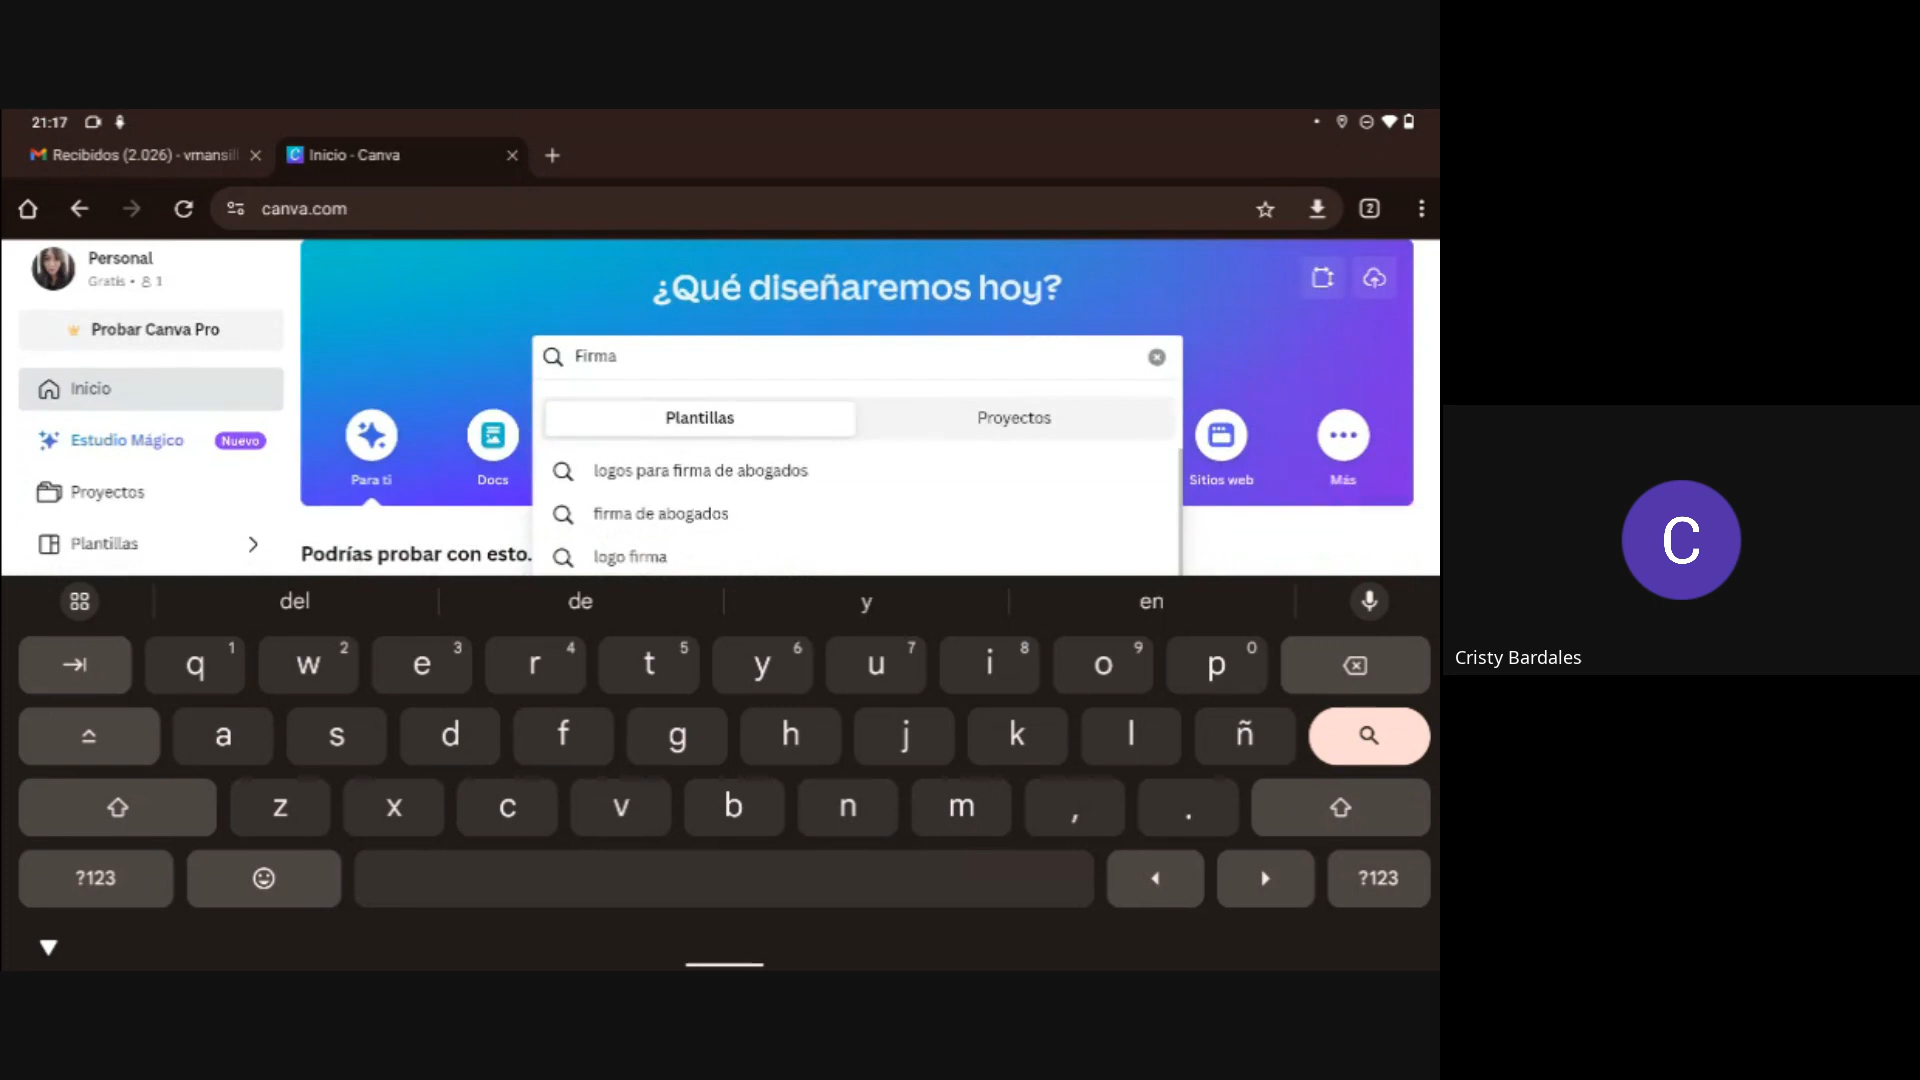 21:17
Recibidos (2.026) - vmansil
Inicio - Canva
canva.com
2
Personal
Gratis • 1
Probar Canva Pro
Inicio
Estudio Mágico Nuevo
Proyectos
Plantillas
¿Qué diseñaremos hoy?
Firma
Plantillas Proyectos
logos para firma de abogados
firma de abogados
logo firma
Para ti
Docs
Sitios web
Más
Podrías probar con esto.
del de y en
q 1 w 2 e 3 r 4 t 5 y 6 u 7 i 8 o 9 p 0
a s d f g h j k l ñ
z x c v b n m , .
?123 ?123
C
Cristy Bardales